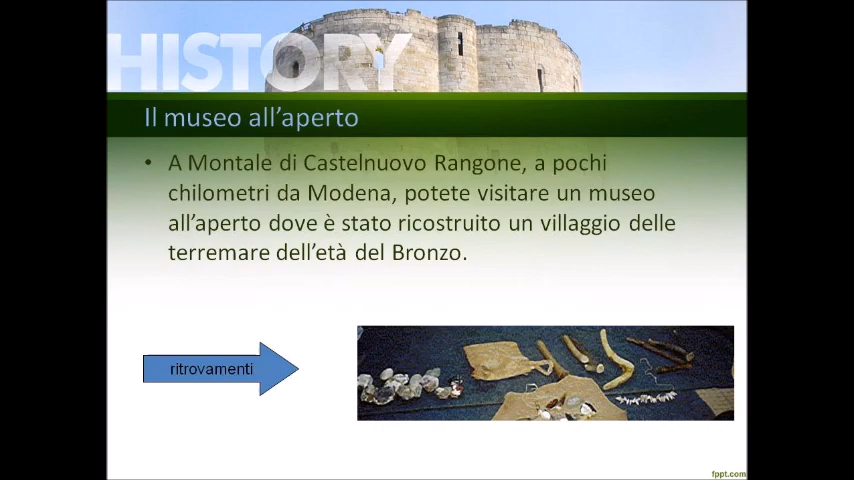 HISTORY
Il museo all’aperto
• A Montale di Castelnuovo Rangone, a pochi
chilometri da Modena, potete visitare un museo
all’aperto dove è stato ricostruito un villaggio delle
terremare dell’età del Bronzo.
ritrovamenti
fppt.com